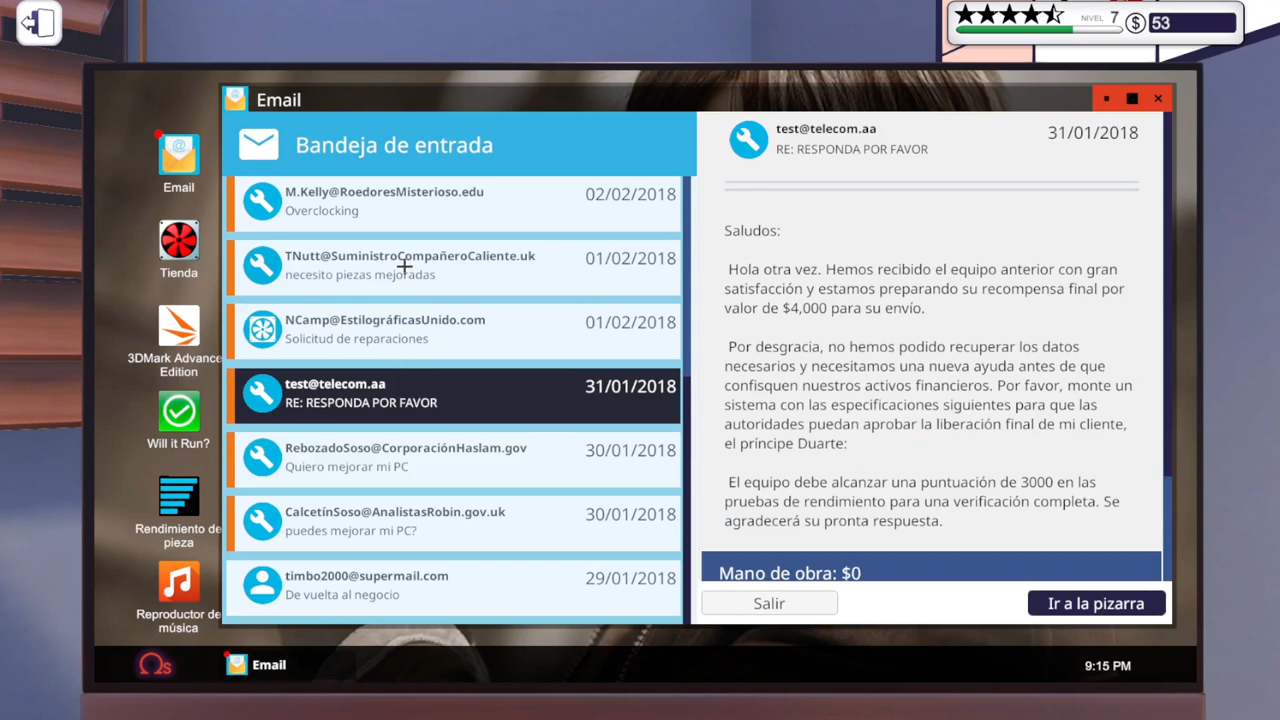 NIVEL 7
$ 53
Email
Bandeja de entrada
M.Kelly@RoedoresMisterioso.edu 02/02/2018
Overclocking
TNutt@SuministroCompañeroCaliente.uk 01/02/2018
necesito piezas mejoradas
NCamp@EstilográficasUnido.com 01/02/2018
Solicitud de reparaciones
test@telecom.aa 31/01/2018
RE: RESPONDA POR FAVOR
RebozadoSoso@CorporaciónHaslam.gov 30/01/2018
Quiero mejorar mi PC
CalcetínSoso@AnalistasRobin.gov.uk 30/01/2018
puedes mejorar mi PC?
timbo2000@supermail.com 29/01/2018
De vuelta al negocio
test@telecom.aa 31/01/2018
RE: RESPONDA POR FAVOR
Saludos:
Hola otra vez. Hemos recibido el equipo anterior con gran
satisfacción y estamos preparando su recompensa final por
valor de $4,000 para su envío.
Por desgracia, no hemos podido recuperar los datos
necesarios y necesitamos una nueva ayuda antes de que
confisquen nuestros activos financieros. Por favor, monte un
sistema con las especificaciones siguientes para que las
autoridades puedan aprobar la liberación final de mi cliente,
el príncipe Duarte:
El equipo debe alcanzar una puntuación de 3000 en las
pruebas de rendimiento para una verificación completa. Se
agradecerá su pronta respuesta.
Mano de obra: $0
Salir
Ir a la pizarra
Email
Tienda
3DMark Advance
Edition
Will it Run?
Rendimiento de
pieza
Reproductor de
música
Ωs
Email
9:15 PM